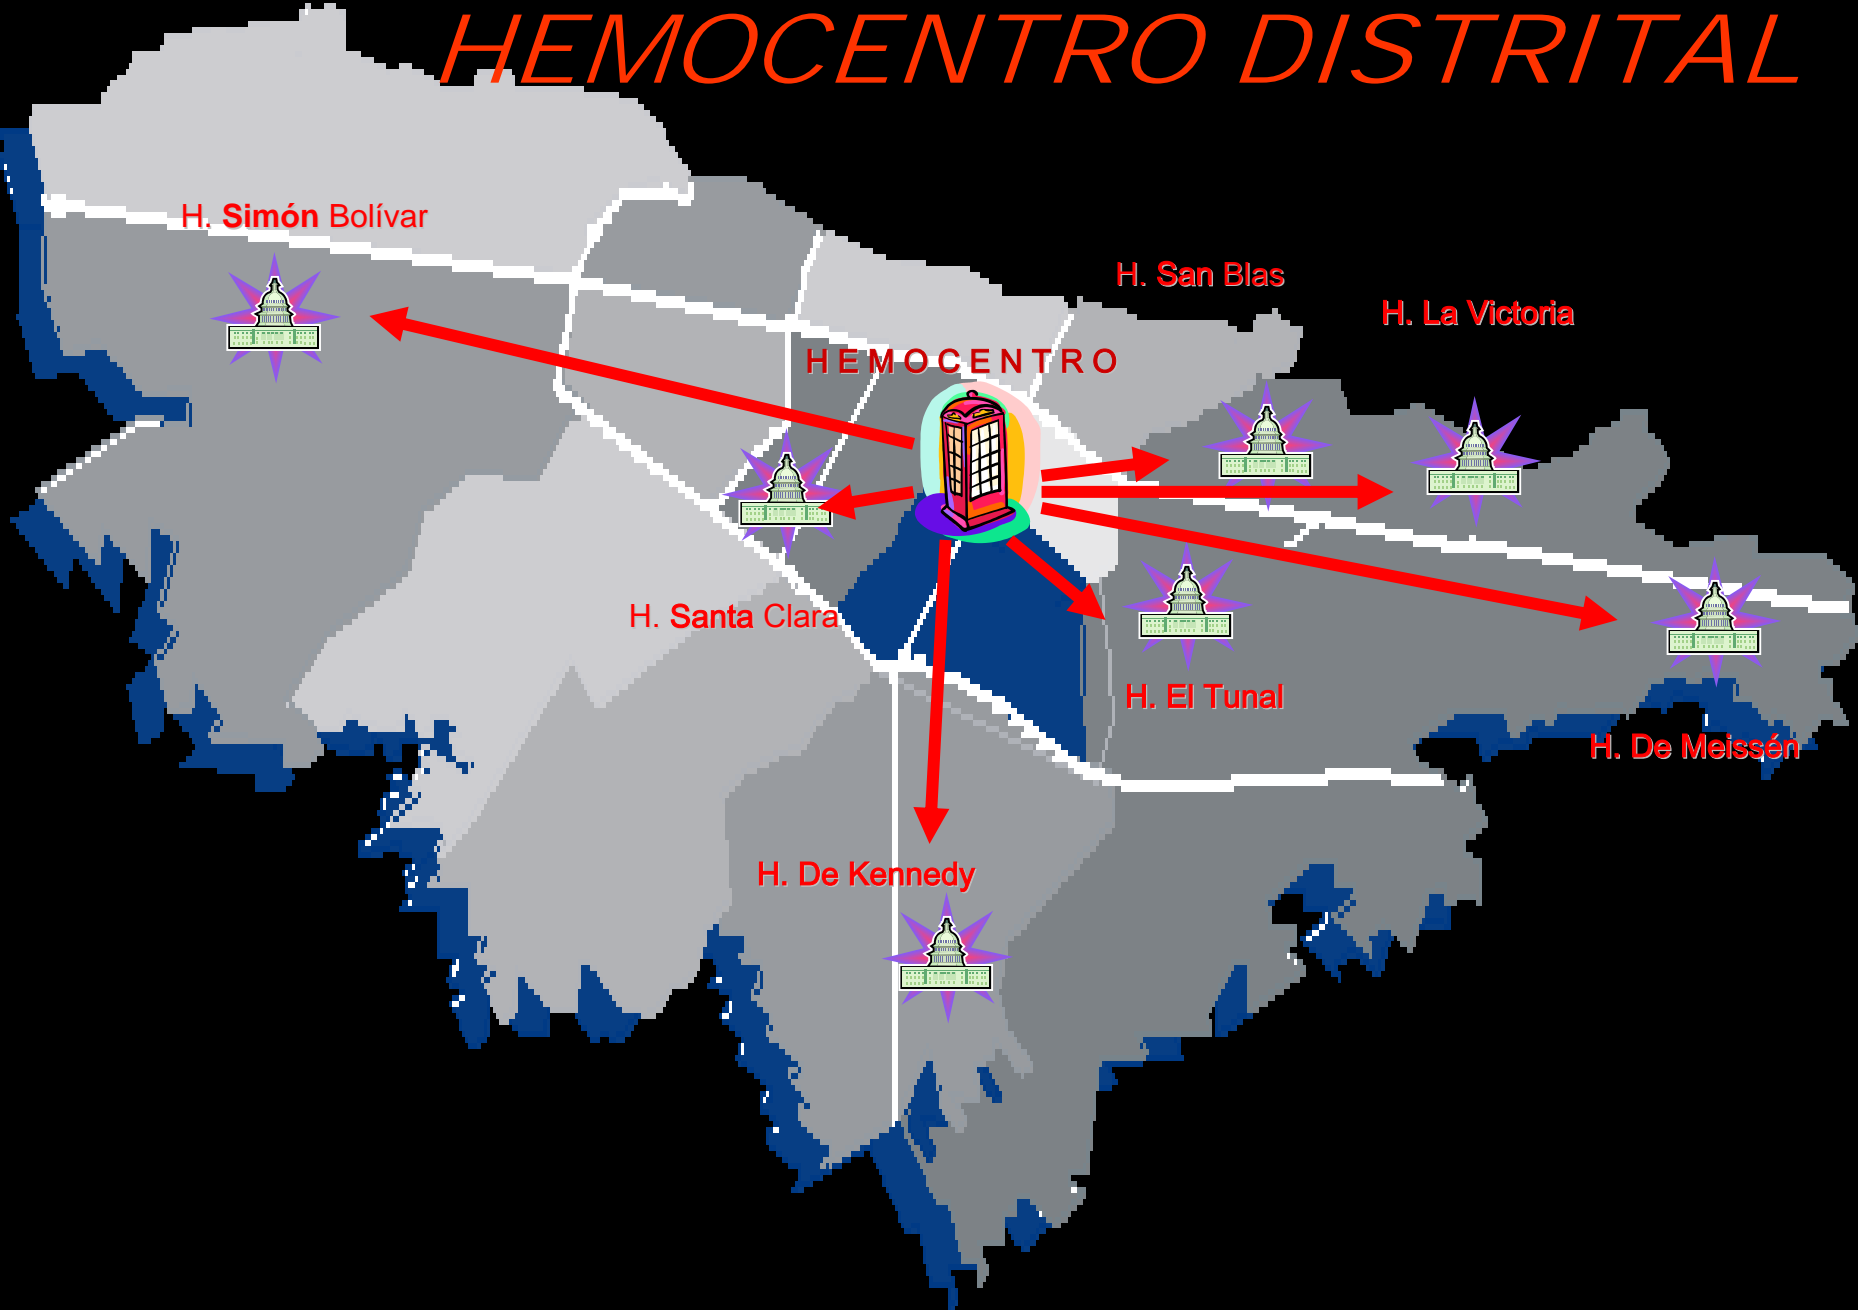 HEMOCENTRO DISTRITAL
H. Simón Bolívar
H. San Blas
H. La Victoria
HEMOCENTRO
H. Santa Clara
H. El Tunal
H. De Meissén
H. De Kennedy